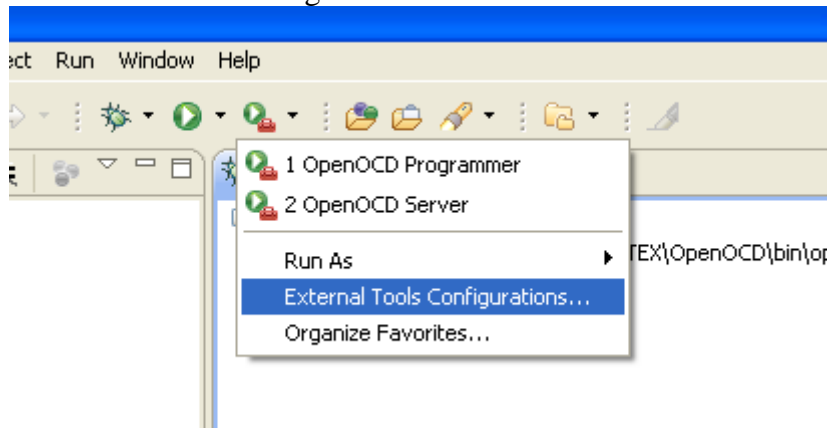 Run Window Help
1 OpenOCD Programmer
2 OpenOCD Server
Run As
TEX\OpenOCD\bin\op
External Tools Configurations...
Organize Favorites...